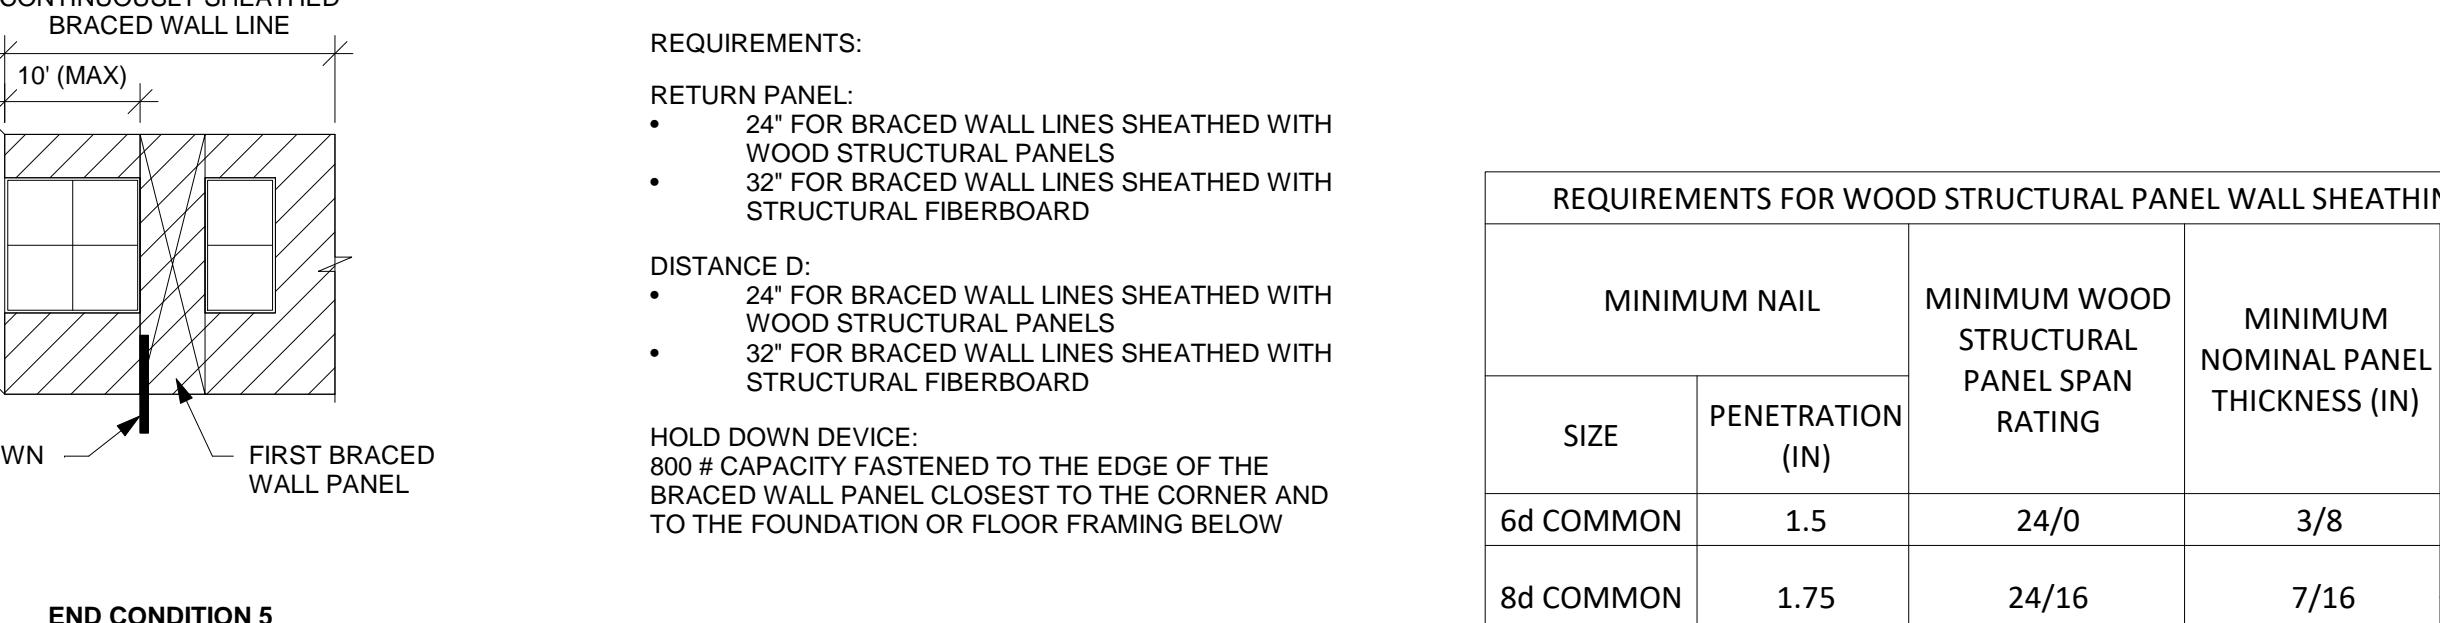 CONTINUOUSLY SHEATHED
BRACED WALL LINE
10' (MAX)
WN
FIRST BRACED
WALL PANEL
END CONDITION 5
REQUIREMENTS:
RETURN PANEL:
• 24" FOR BRACED WALL LINES SHEATHED WITH
WOOD STRUCTURAL PANELS
• 32" FOR BRACED WALL LINES SHEATHED WITH
STRUCTURAL FIBERBOARD
DISTANCE D:
• 24" FOR BRACED WALL LINES SHEATHED WITH
WOOD STRUCTURAL PANELS
• 32" FOR BRACED WALL LINES SHEATHED WITH
STRUCTURAL FIBERBOARD
HOLD DOWN DEVICE:
800 # CAPACITY FASTENED TO THE EDGE OF THE
BRACED WALL PANEL CLOSEST TO THE CORNER AND
TO THE FOUNDATION OR FLOOR FRAMING BELOW
REQUIREMENTS FOR WOOD STRUCTURAL PANEL WALL SHEATHIN
MINIMUM NAIL
MINIMUM WOOD
STRUCTURAL
PANEL SPAN
RATING
MINIMUM
NOMINAL PANEL
THICKNESS (IN)
SIZE
PENETRATION
(IN)
6d COMMON 1.5 24/0 3/8
8d COMMON 1.75 24/16 7/16